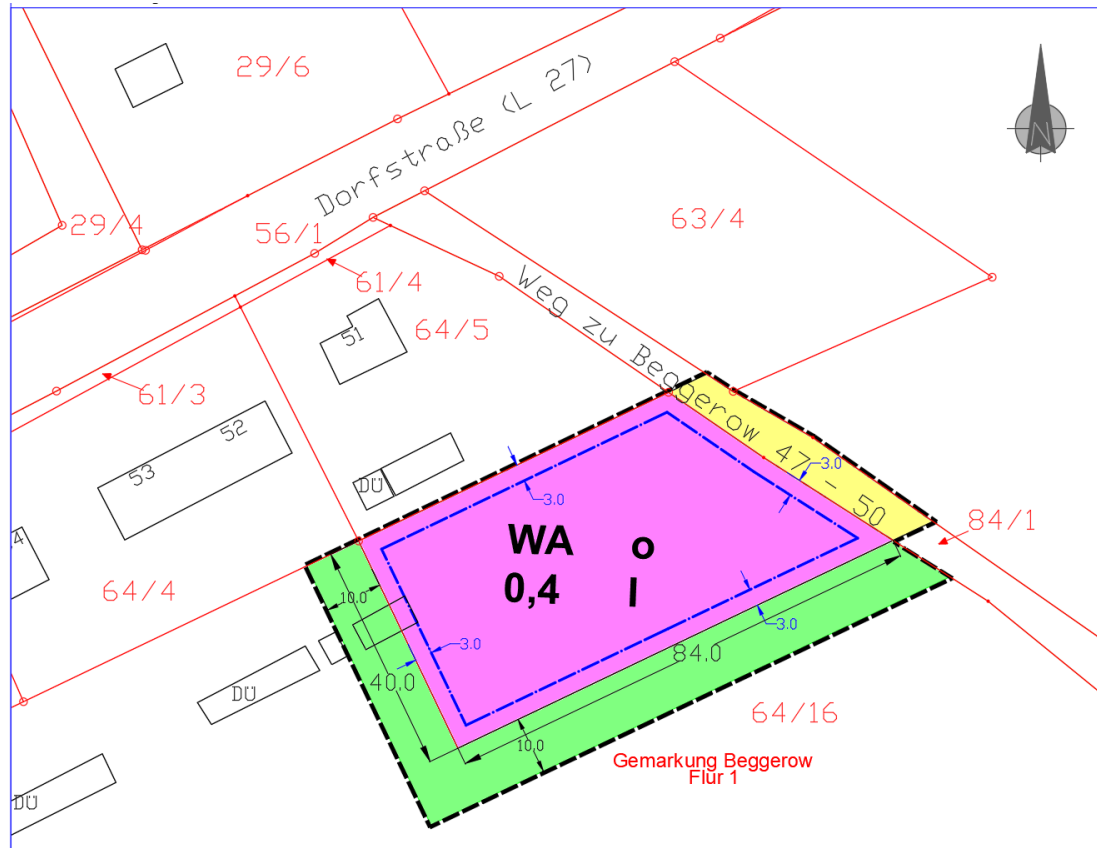 29/6
Dorfstraße (L 27)
N
29/4
56/1
63/4
61/4
Weg zu Beggerow 47 - 50
51
64/5
61/3
52
53
DÜ
3.0
3.0
84/1
4
WA o
0,4 I
64/4
10.0
3.0
3.0
84.0
40.0
DÜ
64/16
10.0
Gemarkung Beggerow
Flur 1
DÜ